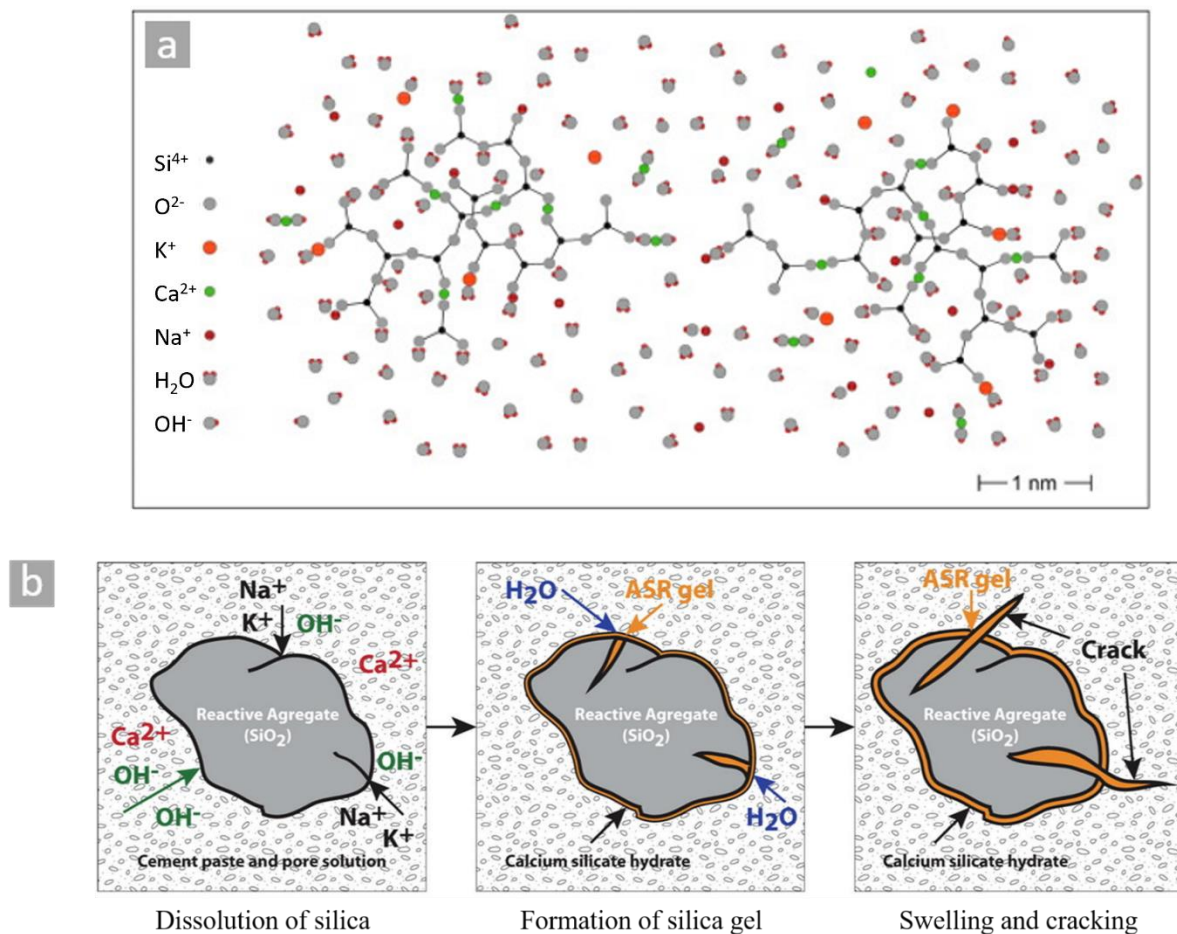 a
Si⁴⁺
O²⁻
K⁺
Ca²⁺
Na⁺
H₂O
OH⁻
1 nm
b
Na⁺
K⁺
OH⁻
Ca²⁺
Reactive Agregate
(SiO₂)
Ca²⁺
OH⁻
OH⁻
OH⁻
Na⁺
K⁺
Cement paste and pore solution
Dissolution of silica
H₂O
ASR gel
Reactive Agregate
(SiO₂)
H₂O
Calcium silicate hydrate
Formation of silica gel
ASR gel
Crack
Reactive Agregate
(SiO₂)
Calcium silicate hydrate
Swelling and cracking